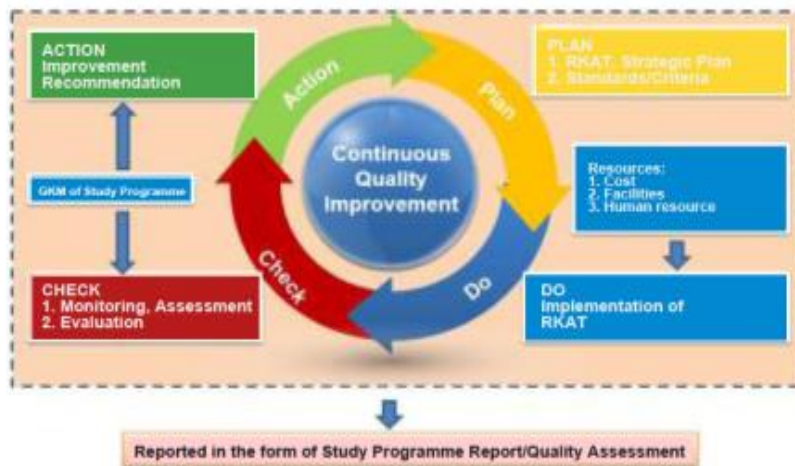 ACTION
Improvement
Recommendation
Action
Plan
PLAN
1. RKAT, Strategic Plan
2. Standards/Criteria
Continuous
Quality
Improvement
GKM of Study Programme
Resources:
1. Cost
2. Facilities
3. Human resource
Check
Do
CHECK
1. Monitoring, Assessment
2. Evaluation
DO
Implementation of
RKAT
Reported in the form of Study Programme Report/Quality Assessment